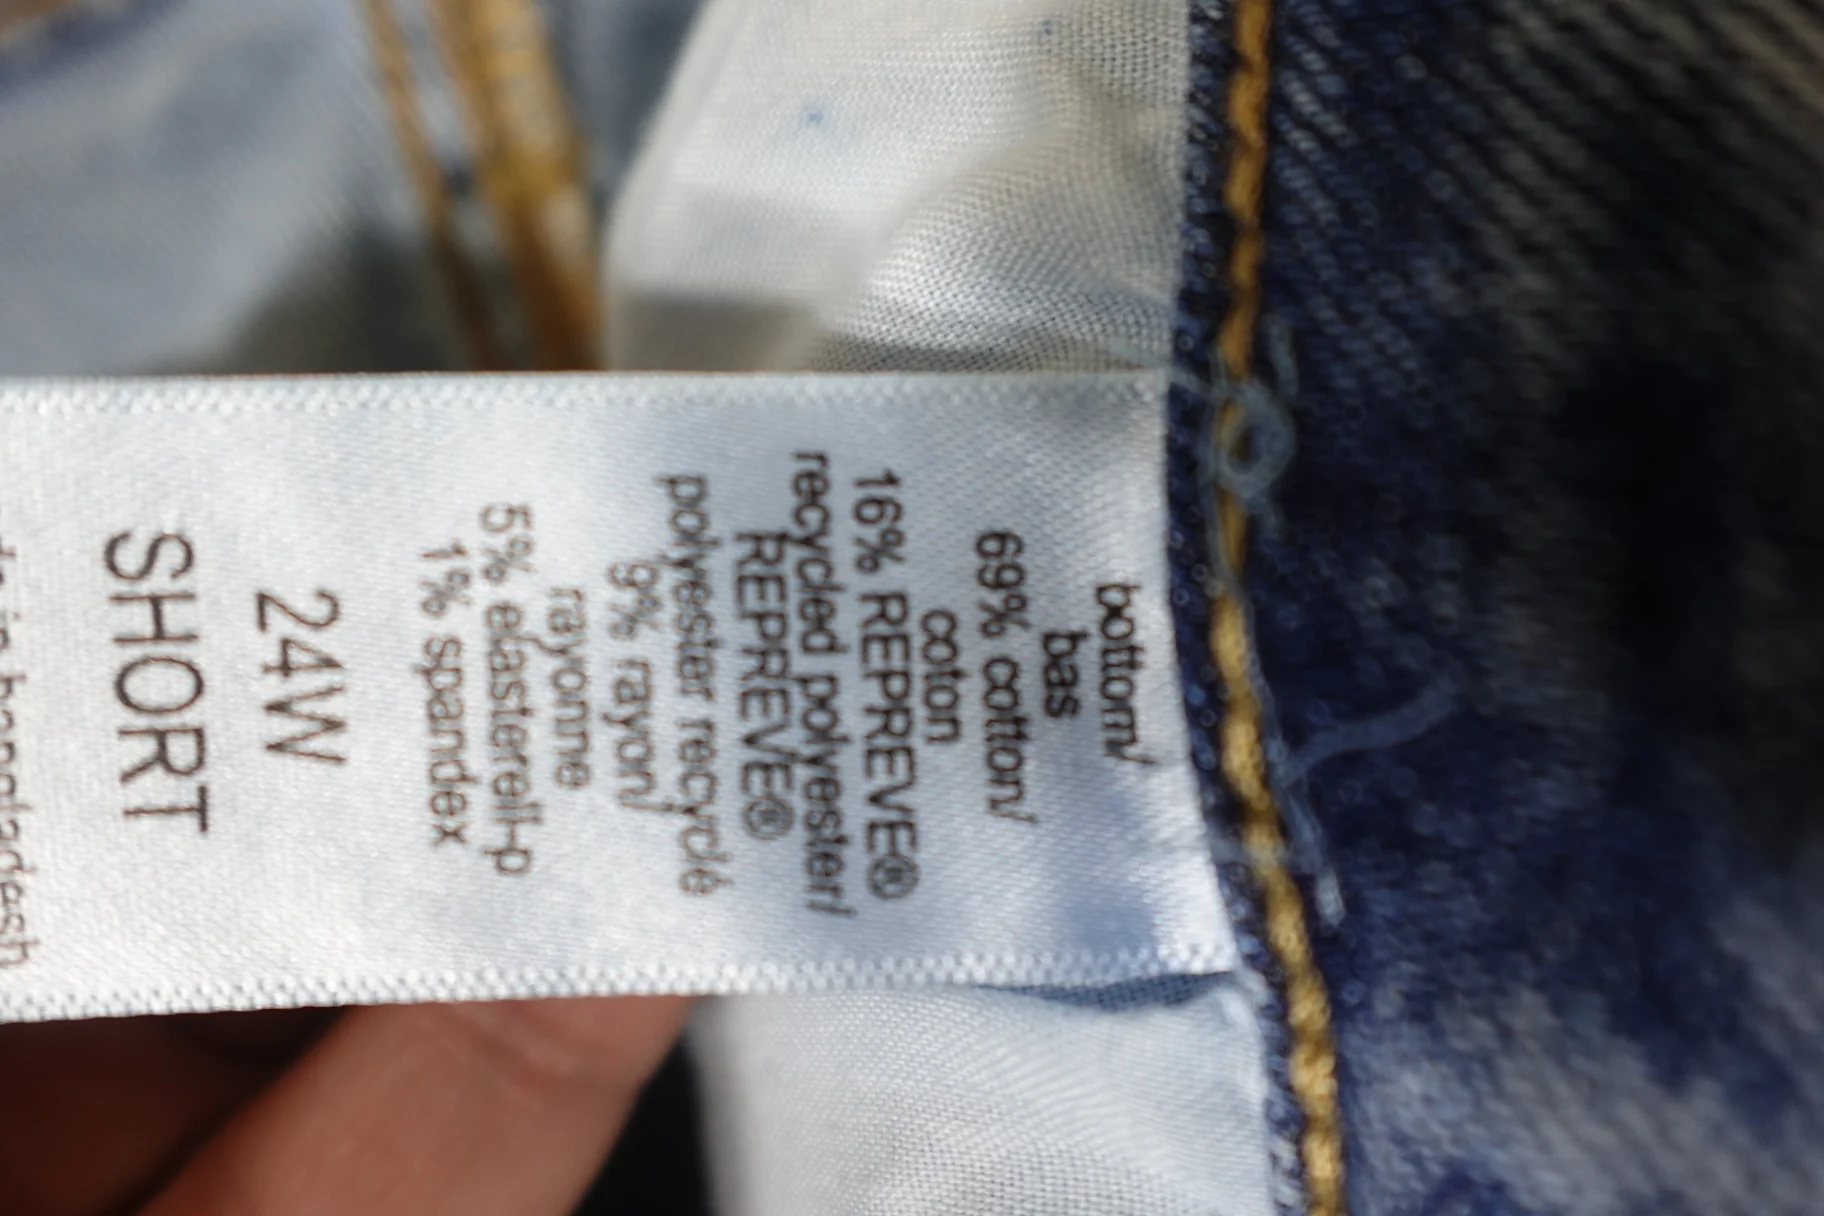 bottom/
bas
69% cotton/
coton
16% REPREVE®
recycled polyester/
REPREVE®
polyester recyclé
9% rayon/
rayonne
5% elasterell-p
1% spandex
24W
SHORT
bangladesh